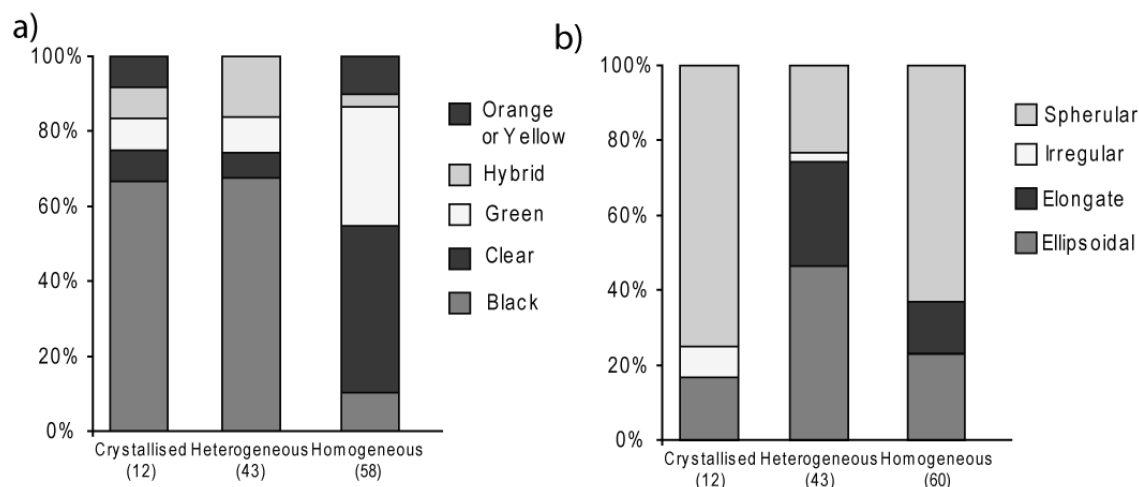 a)
100%
80%
60%
40%
20%
0%
Orange
or Yellow
Hybrid
Green
Clear
Black
Crystallised Heterogeneous Homogeneous
(12) (43) (58)
b)
100%
80%
60%
40%
20%
0%
Spherular
Irregular
Elongate
Ellipsoidal
Crystallised Heterogeneous Homogeneous
(12) (43) (60)